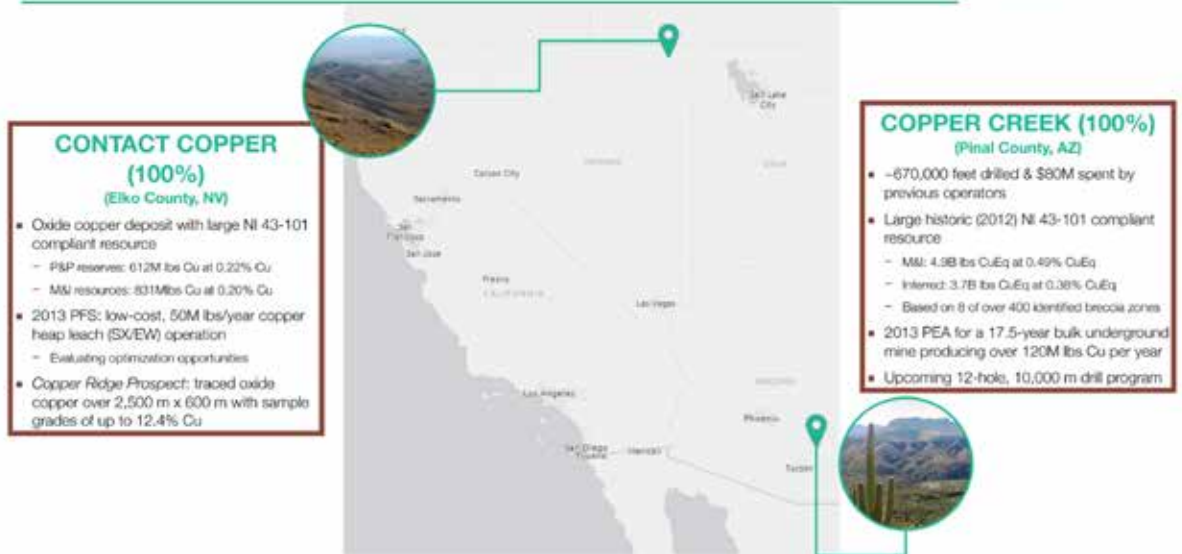 CONTACT COPPER
(100%)
(Elko County, NV)
▪ Oxide copper deposit with large NI 43-101
compliant resource
− P&P reserves: 612M lbs Cu at 0.22% Cu
− M&I resources: 831Mlbs Cu at 0.20% Cu
▪ 2013 PFS: low-cost, 50M lbs/year copper
heap leach (SX/EW) operation
− Evaluating optimization opportunities
▪ Copper Ridge Prospect: traced oxide
copper over 2,500 m x 600 m with sample
grades of up to 12.4% Cu
Salt Lake
City
Carson City
Sacramento
San
Francisco
San Jose
Fresno
CALIFORNIA
Las Vegas
Los Angeles
Phoenix
San Diego
Tijuana
Mexicali
Tucson
COPPER CREEK (100%)
(Pinal County, AZ)
▪ ~670,000 feet drilled & $80M spent by
previous operators
▪ Large historic (2012) NI 43-101 compliant
resource
− M&I: 4.9B lbs CuEq at 0.49% CuEq
− Inferred: 3.7B lbs CuEq at 0.38% CuEq
− Based on 8 of over 400 identified breccia zones
▪ 2013 PEA for a 17.5-year bulk underground
mine producing over 120M lbs Cu per year
▪ Upcoming 12-hole, 10,000 m drill program